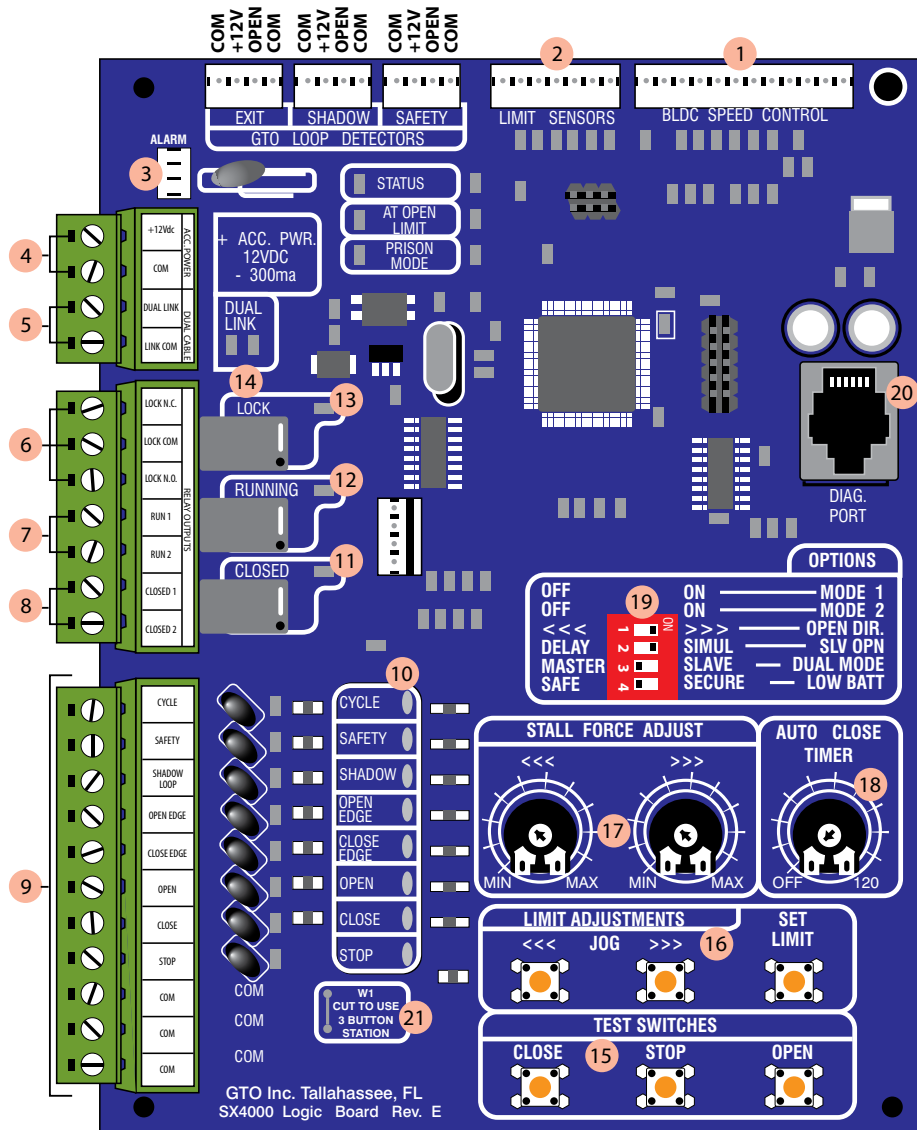 COM +12V OPEN COM COM +12V OPEN COM COM +12V OPEN COM
2 1
EXIT SHADOW SAFETY
GTO LOOP DETECTORS
LIMIT SENSORS
BLDC SPEED CONTROL
ALARM
3
STATUS
AT OPEN
LIMIT
PRISON
MODE
4
+12Vdc
COM
ACC. POWER
5
DUAL LINK
LINK COM
DUAL CABLE
+ ACC. PWR.
12VDC
- 300ma
DUAL
LINK
14
LOCK
13
6
LOCK N.C.
LOCK COM
LOCK N.O.
RELAY OUTPUTS
7
RUN 1
RUN 2
RUNNING
12
8
CLOSED 1
CLOSED 2
CLOSED
11
20
DIAG.
PORT
OPTIONS
OFF ON MODE 1
OFF ON MODE 2
<<< >>> OPEN DIR.
DELAY SIMUL SLV OPN
MASTER SLAVE DUAL MODE
SAFE SECURE LOW BATT
19
ON
1
2
3
4
9
CYCLE
SAFETY
SHADOW
LOOP
OPEN EDGE
CLOSE EDGE
OPEN
CLOSE
STOP
COM
COM
COM
10
CYCLE
SAFETY
SHADOW
OPEN
EDGE
CLOSE
EDGE
OPEN
CLOSE
STOP
COM
COM
COM
W1
CUT TO USE
3 BUTTON
STATION
21
STALL FORCE ADJUST
<<< >>>
17
MIN MAX MIN MAX
AUTO CLOSE
TIMER
18
OFF 120
LIMIT ADJUSTMENTS
<<< JOG >>>
16
SET
LIMIT
TEST SWITCHES
CLOSE 15 STOP OPEN
GTO Inc. Tallahassee, FL
SX4000 Logic Board Rev. E